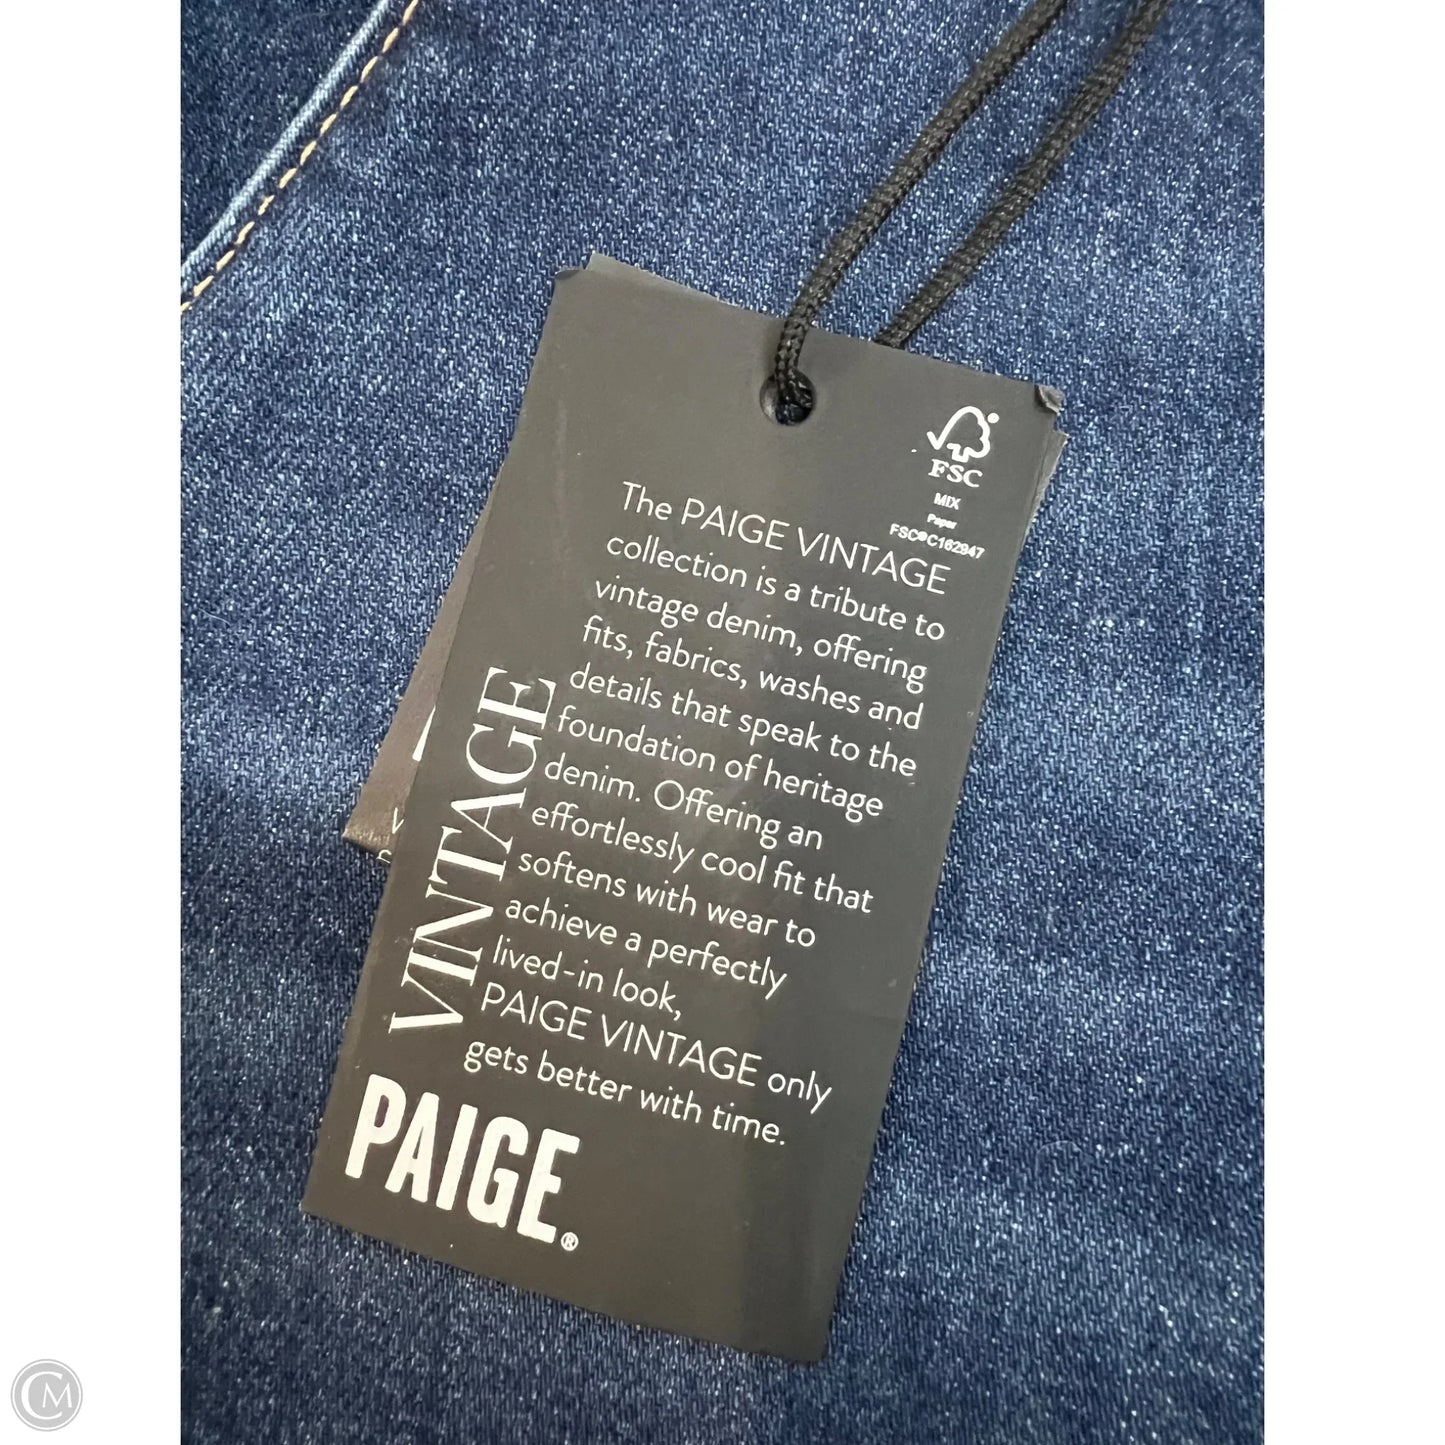 FSC
MIX
Paper
FSC® C162947
The PAIGE VINTAGE
collection is a tribute to
vintage denim, offering
fits, fabrics, washes and
details that speak to the
foundation of heritage
denim. Offering an
effortlessly cool fit that
softens with wear to
achieve a perfectly
lived-in look,
PAIGE VINTAGE only
gets better with time.
VINTAGE
PAIGE®
CM